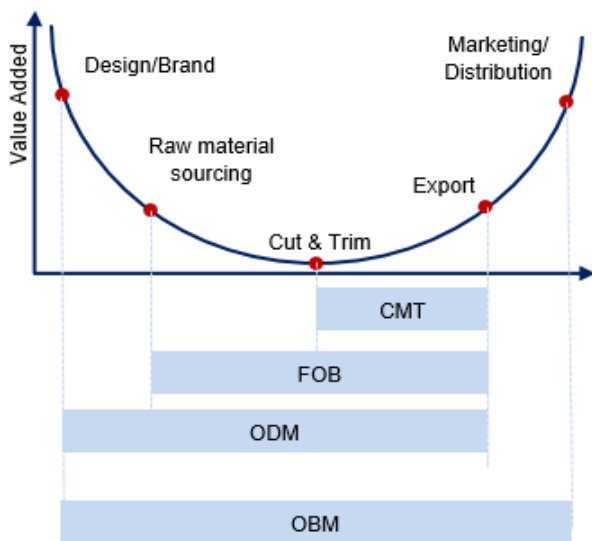 Value Added
Design/Brand
Marketing/
Distribution
Raw material
sourcing
Export
Cut & Trim
CMT
FOB
ODM
OBM